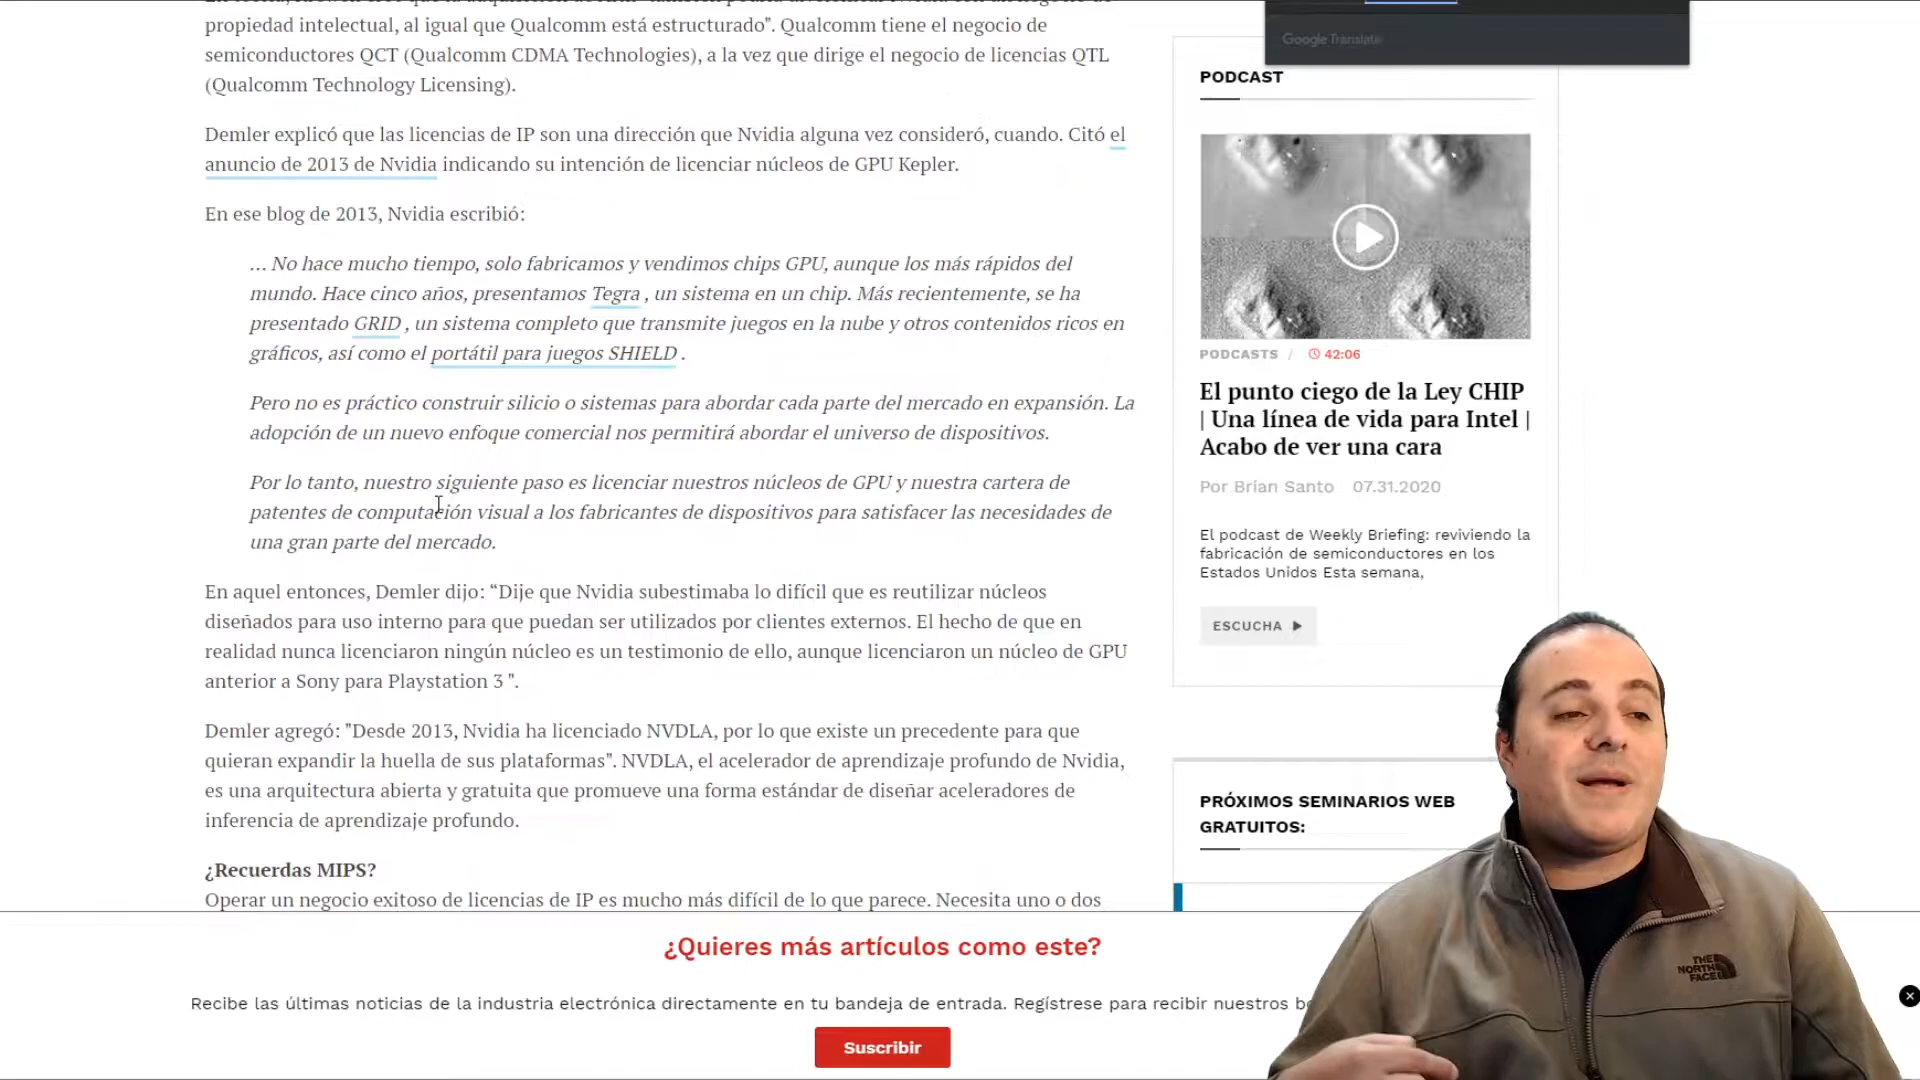 propiedad intelectual, al igual que Qualcomm está estructurado". Qualcomm tiene el negocio de
semiconductores QCT (Qualcomm CDMA Technologies), a la vez que dirige el negocio de licencias QTL
(Qualcomm Technology Licensing).
Demler explicó que las licencias de IP son una dirección que Nvidia alguna vez consideró, cuando. Citó el
anuncio de 2013 de Nvidia indicando su intención de licenciar núcleos de GPU Kepler.
En ese blog de 2013, Nvidia escribió:
… No hace mucho tiempo, solo fabricamos y vendimos chips GPU, aunque los más rápidos del
mundo. Hace cinco años, presentamos Tegra , un sistema en un chip. Más recientemente, se ha
presentado GRID , un sistema completo que transmite juegos en la nube y otros contenidos ricos en
gráficos, así como el portátil para juegos SHIELD .
Pero no es práctico construir silicio o sistemas para abordar cada parte del mercado en expansión. La
adopción de un nuevo enfoque comercial nos permitirá abordar el universo de dispositivos.
Por lo tanto, nuestro siguiente paso es licenciar nuestros núcleos de GPU y nuestra cartera de
patentes de computación visual a los fabricantes de dispositivos para satisfacer las necesidades de
una gran parte del mercado.
En aquel entonces, Demler dijo: “Dije que Nvidia subestimaba lo difícil que es reutilizar núcleos
diseñados para uso interno para que puedan ser utilizados por clientes externos. El hecho de que en
realidad nunca licenciaron ningún núcleo es un testimonio de ello, aunque licenciaron un núcleo de GPU
anterior a Sony para Playstation 3 ".
Demler agregó: "Desde 2013, Nvidia ha licenciado NVDLA, por lo que existe un precedente para que
quieran expandir la huella de sus plataformas". NVDLA, el acelerador de aprendizaje profundo de Nvidia,
es una arquitectura abierta y gratuita que promueve una forma estándar de diseñar aceleradores de
inferencia de aprendizaje profundo.
¿Recuerdas MIPS?
Operar un negocio exitoso de licencias de IP es mucho más difícil de lo que parece. Necesita uno o dos
Google Translate
PODCAST
PODCASTS / 42:06
El punto ciego de la Ley CHIP
| Una línea de vida para Intel |
Acabo de ver una cara
Por Brian Santo 07.31.2020
El podcast de Weekly Briefing: reviviendo la
fabricación de semiconductores en los
Estados Unidos Esta semana,
ESCUCHA
PRÓXIMOS SEMINARIOS WEB
GRATUITOS:
¿Quieres más artículos como este?
Recibe las últimas noticias de la industria electrónica directamente en tu bandeja de entrada. Regístrese para recibir nuestros
Suscribir
THE
NORTH
FACE